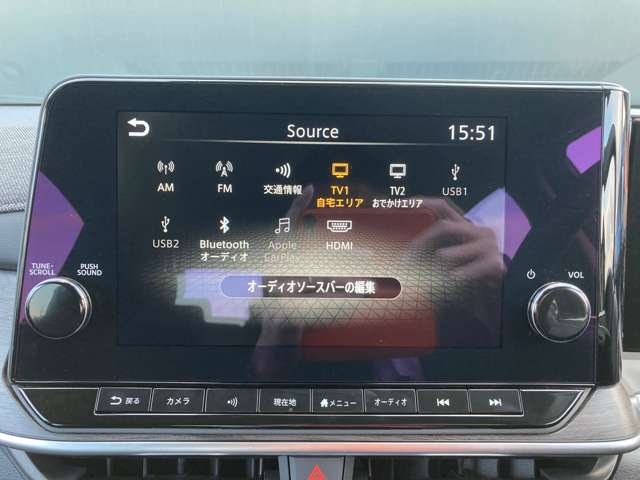 Source
15:51
AM
FM
交通情報
TV1
自宅エリア
TV2
おでかけエリア
USB1
USB2
Bluetooth
オーディオ
Apple
CarPlay
HDMI
オーディオソースバーの編集
TUNE·
SCROLL
PUSH
SOUND
VOL
戻る
カメラ
現在地
メニュー
オーディオ